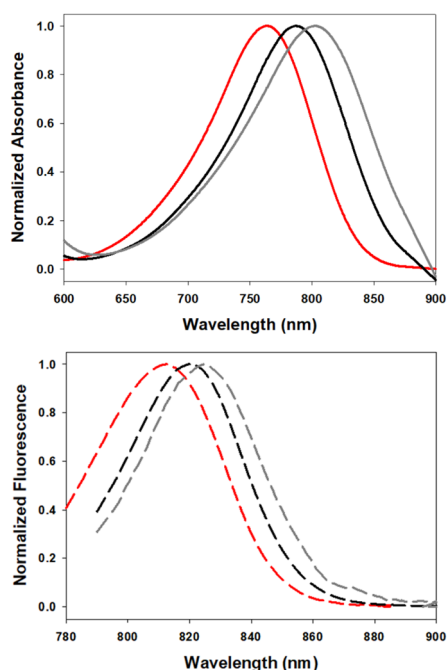 Normalized Absorbance
1.0
0.8
0.6
0.4
0.2
0.0
600 650 700 750 800 850 900
Wavelength (nm)
Normalized Fluorescence
1.0
0.8
0.6
0.4
0.2
0.0
780 800 820 840 860 880 900
Wavelength (nm)